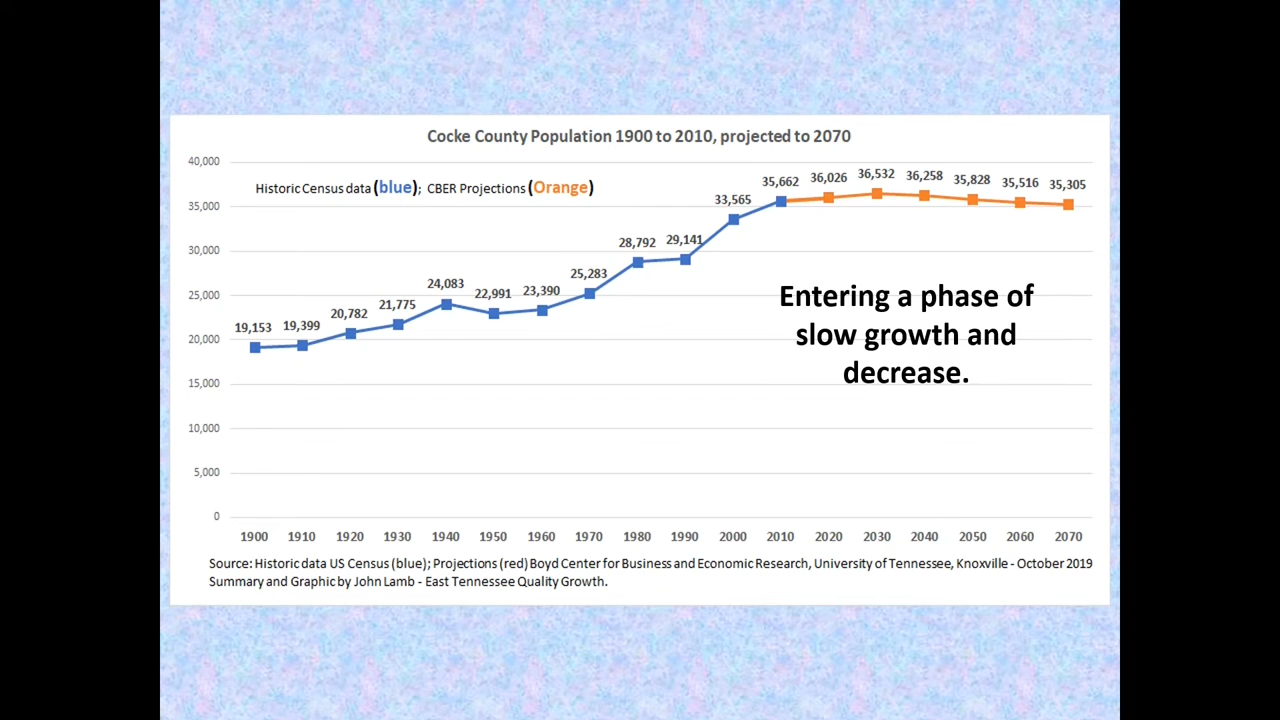 Cocke County Population 1900 to 2010, projected to 2070
40,000
Historic Census data (blue); CBER Projections (Orange)
35,662 36,026 36,532 36,258 35,828 35,516 35,305
35,000
33,565
30,000
28,792 29,141
25,000
25,283
24,083
22,991 23,390
21,775
20,782
19,153 19,399
20,000
Entering a phase of
slow growth and
decrease.
15,000
10,000
5,000
0
1900 1910 1920 1930 1940 1950 1960 1970 1980 1990 2000 2010 2020 2030 2040 2050 2060 2070
Source: Historic data US Census (blue); Projections (red) Boyd Center for Business and Economic Research, University of Tennessee, Knoxville - October 2019
Summary and Graphic by John Lamb - East Tennessee Quality Growth.